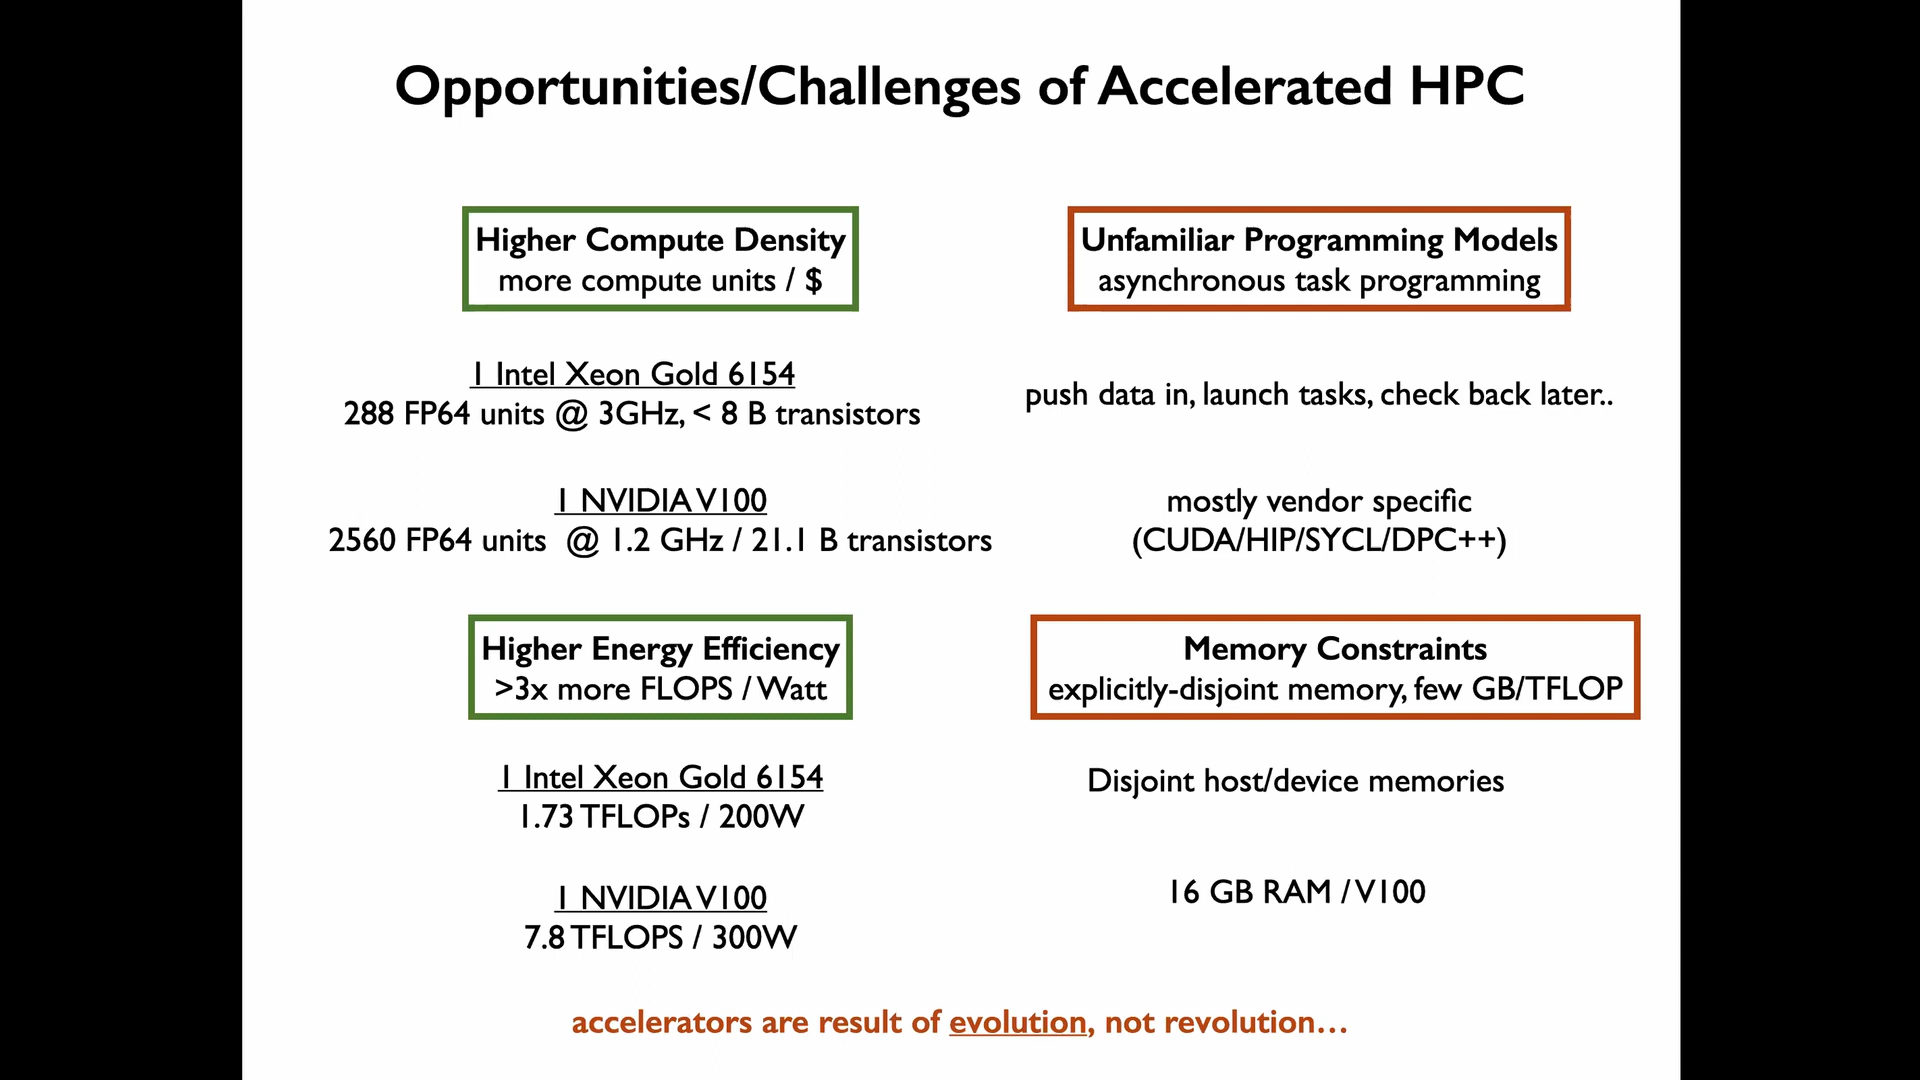 Opportunities/Challenges of Accelerated HPC
Higher Compute Density
more compute units / $
1 Intel Xeon Gold 6154
288 FP64 units @ 3GHz, < 8 B transistors
1 NVIDIA V100
2560 FP64 units @ 1.2 GHz / 21.1 B transistors
Higher Energy Efficiency
>3x more FLOPS / Watt
1 Intel Xeon Gold 6154
1.73 TFLOPs / 200W
1 NVIDIA V100
7.8 TFLOPS / 300W
Unfamiliar Programming Models
asynchronous task programming
push data in, launch tasks, check back later..
mostly vendor specific
(CUDA/HIP/SYCL/DPC++)
Memory Constraints
explicitly-disjoint memory, few GB/TFLOP
Disjoint host/device memories
16 GB RAM / V100
accelerators are result of evolution, not revolution…